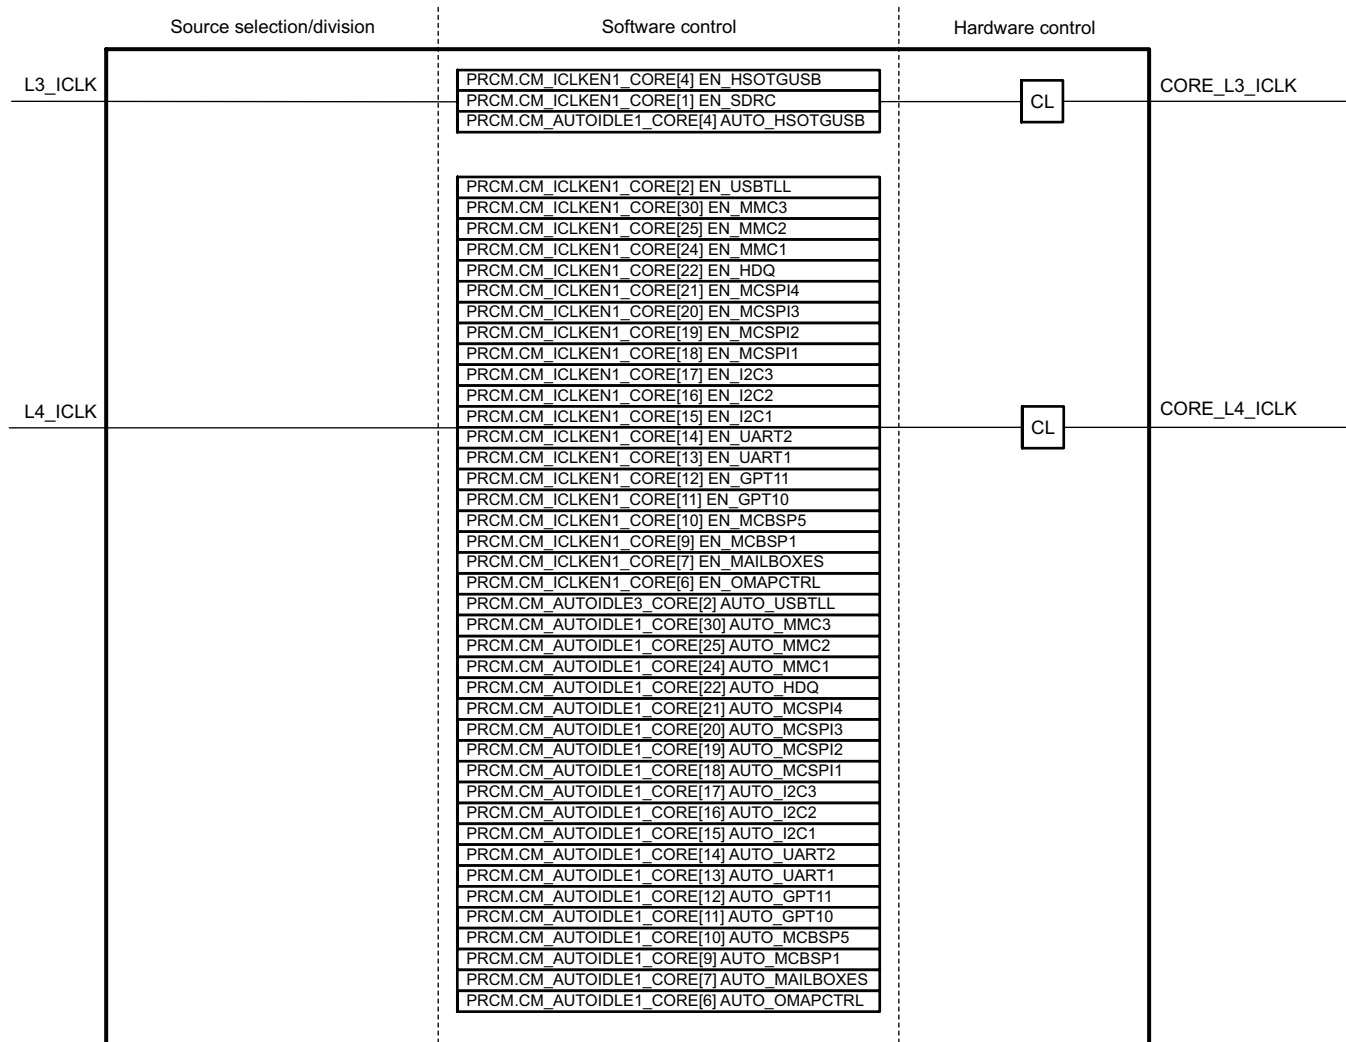 Source selection/division
Software control
Hardware control
L3_ICLK
PRCM.CM_ICLKEN1_CORE[4] EN_HSOTGUSB
PRCM.CM_ICLKEN1_CORE[1] EN_SDRC
PRCM.CM_AUTOIDLE1_CORE[4] AUTO_HSOTGUSB
CL
CORE_L3_ICLK
PRCM.CM_ICLKEN1_CORE[2] EN_USBTLL
PRCM.CM_ICLKEN1_CORE[30] EN_MMC3
PRCM.CM_ICLKEN1_CORE[25] EN_MMC2
PRCM.CM_ICLKEN1_CORE[24] EN_MMC1
PRCM.CM_ICLKEN1_CORE[22] EN_HDQ
PRCM.CM_ICLKEN1_CORE[21] EN_MCSPI4
PRCM.CM_ICLKEN1_CORE[20] EN_MCSPI3
PRCM.CM_ICLKEN1_CORE[19] EN_MCSPI2
PRCM.CM_ICLKEN1_CORE[18] EN_MCSPI1
PRCM.CM_ICLKEN1_CORE[17] EN_I2C3
PRCM.CM_ICLKEN1_CORE[16] EN_I2C2
PRCM.CM_ICLKEN1_CORE[15] EN_I2C1
L4_ICLK
CL
CORE_L4_ICLK
PRCM.CM_ICLKEN1_CORE[14] EN_UART2
PRCM.CM_ICLKEN1_CORE[13] EN_UART1
PRCM.CM_ICLKEN1_CORE[12] EN_GPT11
PRCM.CM_ICLKEN1_CORE[11] EN_GPT10
PRCM.CM_ICLKEN1_CORE[10] EN_MCBSP5
PRCM.CM_ICLKEN1_CORE[9] EN_MCBSP1
PRCM.CM_ICLKEN1_CORE[7] EN_MAILBOXES
PRCM.CM_ICLKEN1_CORE[6] EN_OMAPCTRL
PRCM.CM_AUTOIDLE3_CORE[2] AUTO_USBTLL
PRCM.CM_AUTOIDLE1_CORE[30] AUTO_MMC3
PRCM.CM_AUTOIDLE1_CORE[25] AUTO_MMC2
PRCM.CM_AUTOIDLE1_CORE[24] AUTO_MMC1
PRCM.CM_AUTOIDLE1_CORE[22] AUTO_HDQ
PRCM.CM_AUTOIDLE1_CORE[21] AUTO_MCSPI4
PRCM.CM_AUTOIDLE1_CORE[20] AUTO_MCSPI3
PRCM.CM_AUTOIDLE1_CORE[19] AUTO_MCSPI2
PRCM.CM_AUTOIDLE1_CORE[18] AUTO_MCSPI1
PRCM.CM_AUTOIDLE1_CORE[17] AUTO_I2C3
PRCM.CM_AUTOIDLE1_CORE[16] AUTO_I2C2
PRCM.CM_AUTOIDLE1_CORE[15] AUTO_I2C1
PRCM.CM_AUTOIDLE1_CORE[14] AUTO_UART2
PRCM.CM_AUTOIDLE1_CORE[13] AUTO_UART1
PRCM.CM_AUTOIDLE1_CORE[12] AUTO_GPT11
PRCM.CM_AUTOIDLE1_CORE[11] AUTO_GPT10
PRCM.CM_AUTOIDLE1_CORE[10] AUTO_MCBSP5
PRCM.CM_AUTOIDLE1_CORE[9] AUTO_MCBSP1
PRCM.CM_AUTOIDLE1_CORE[7] AUTO_MAILBOXES
PRCM.CM_AUTOIDLE1_CORE[6] AUTO_OMAPCTRL